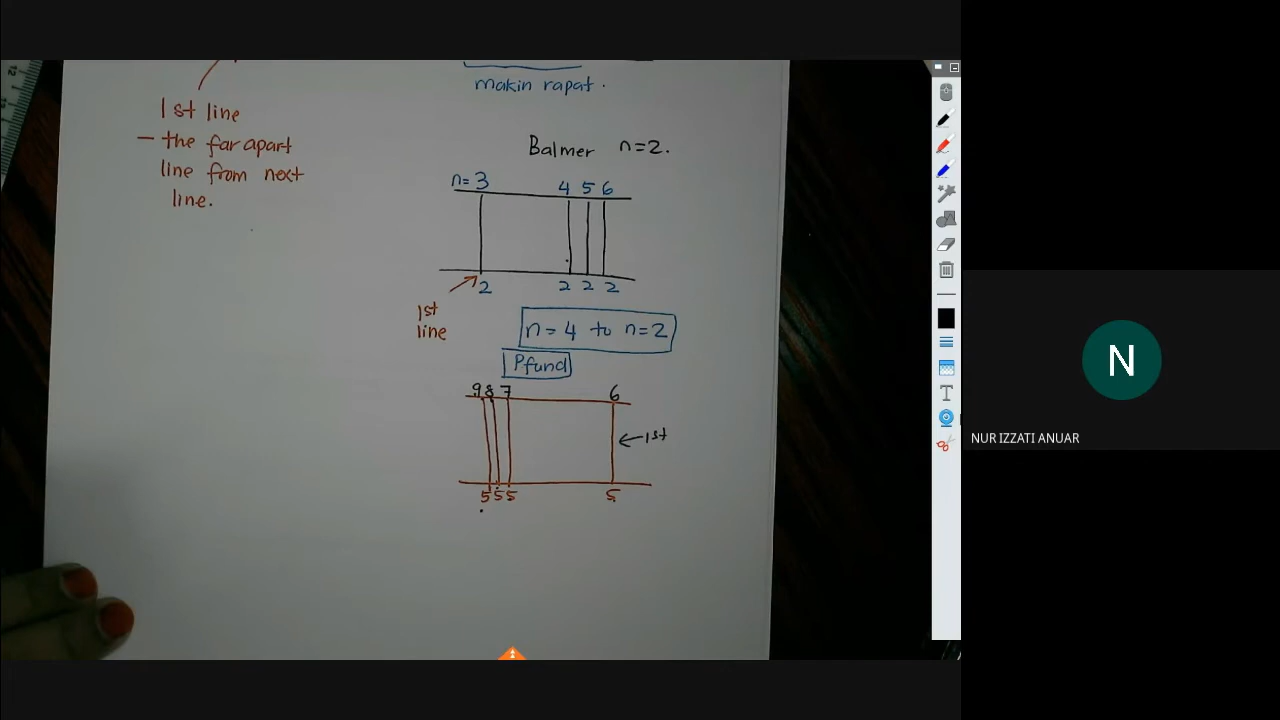 makin rapat.
1st line
– the far apart
line from next
line.
Balmer n=2.
n= 3 4 5 6
2 2 2 2
1st
line
n = 4 to n=2
Pfund
9 8 7 6
←1st
5 5 5 5
N
NUR IZZATI ANUAR
T
12